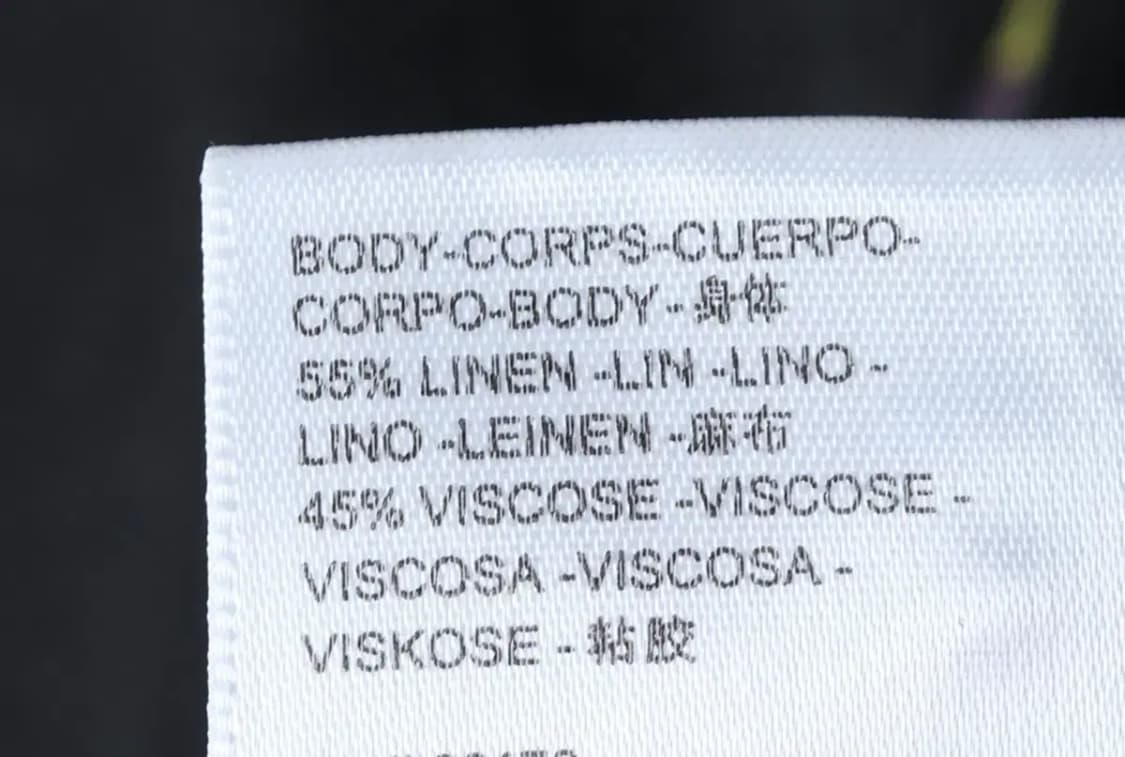 BODY-CORPS-CUERPO-
CORPO-BODY - 身体
55% LINEN -LIN -LINO -
LINO -LEINEN -麻布
45% VISCOSE -VISCOSE -
VISCOSA -VISCOSA -
VISKOSE - 粘胶